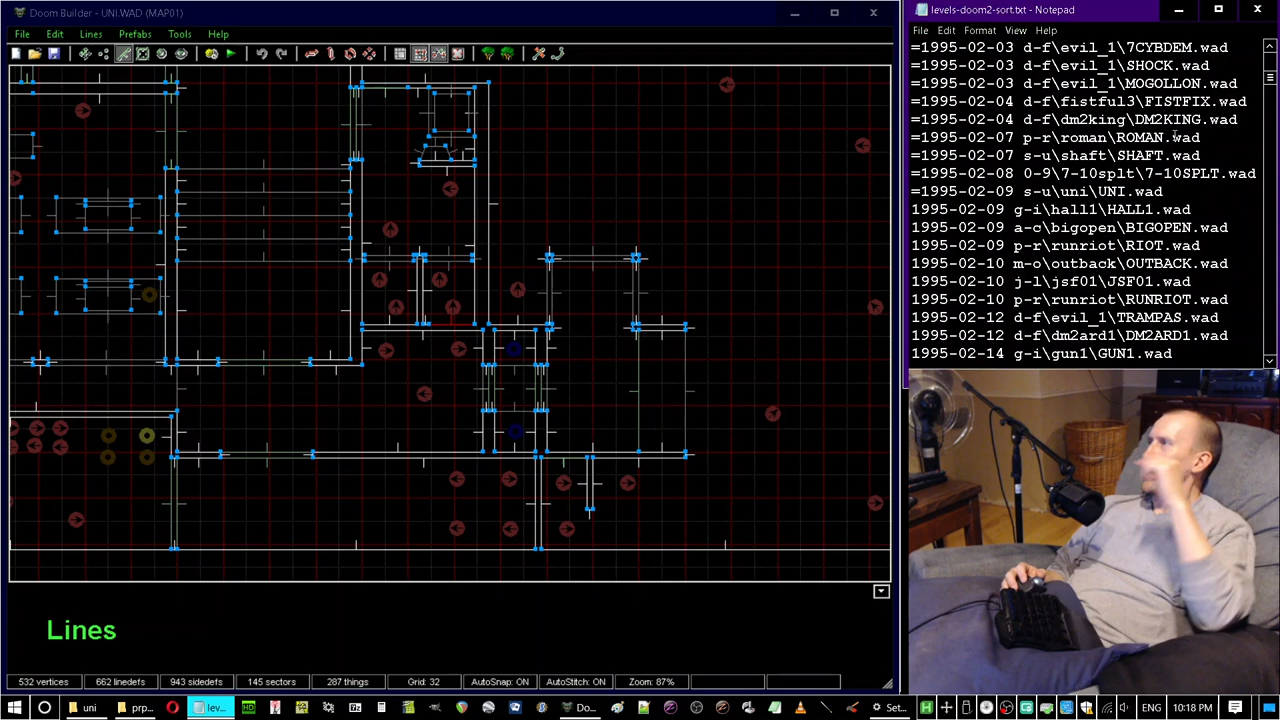 Doom Builder - UNI.WAD (MAP01)
File Edit Lines Prefabs Tools Help
Lines
532 vertices 662 linedefs 943 sidedefs 145 sectors 287 things Grid: 32 AutoSnap: ON AutoStitch: ON Zoom: 87%
levels-doom2-sort.txt - Notepad
File Edit Format View Help
=1995-02-03 d-f\evil_1\7CYBDEM.wad
=1995-02-03 d-f\evil_1\SHOCK.wad
=1995-02-03 d-f\evil_1\MOGOLLON.wad
=1995-02-04 d-f\fistful3\FISTFIX.wad
=1995-02-04 d-f\dm2king\DM2KING.wad
=1995-02-07 p-r\roman\ROMAN.wad
=1995-02-07 s-u\shaft\SHAFT.wad
=1995-02-08 0-9\7-10splt\7-10SPLT.wad
=1995-02-09 s-u\uni\UNI.wad
1995-02-09 g-i\hall1\HALL1.wad
1995-02-09 a-c\bigopen\BIGOPEN.wad
1995-02-09 p-r\runriot\RIOT.wad
1995-02-10 m-o\outback\OUTBACK.wad
1995-02-10 j-l\jsf01\JSF01.wad
1995-02-10 p-r\runriot\RUNRIOT.wad
1995-02-12 d-f\evil_1\TRAMPAS.wad
1995-02-12 d-f\dm2ard1\DM2ARD1.wad
1995-02-14 g-i\gun1\GUN1.wad
uni prp... lev... Do... Set... ENG 10:18 PM